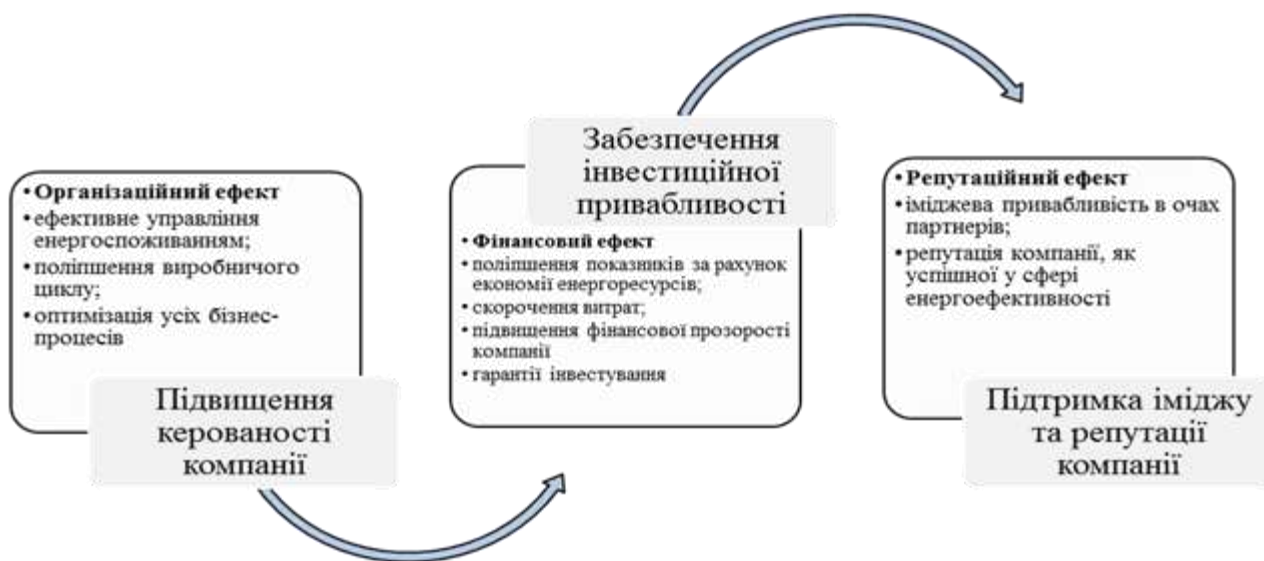 • Організаційний ефект
• ефективне управління
енергоспоживанням;
• поліпшення виробничого
циклу;
• оптимізація усіх бізнес-
процесів
Підвищення
керованості
компанії
Забезпечення
інвестиційної
привабливості
• Фінансовий ефект
• поліпшення показників за рахунок
економії енергоресурсів;
• скорочення витрат;
• підвищення фінансової прозорості
компанії
• гарантії інвестування
• Репутаційний ефект
• іміджева привабливість в очах
партнерів;
• репутація компанії, як
успішної у сфері
енергоефективності
Підтримка іміджу
та репутації
компанії